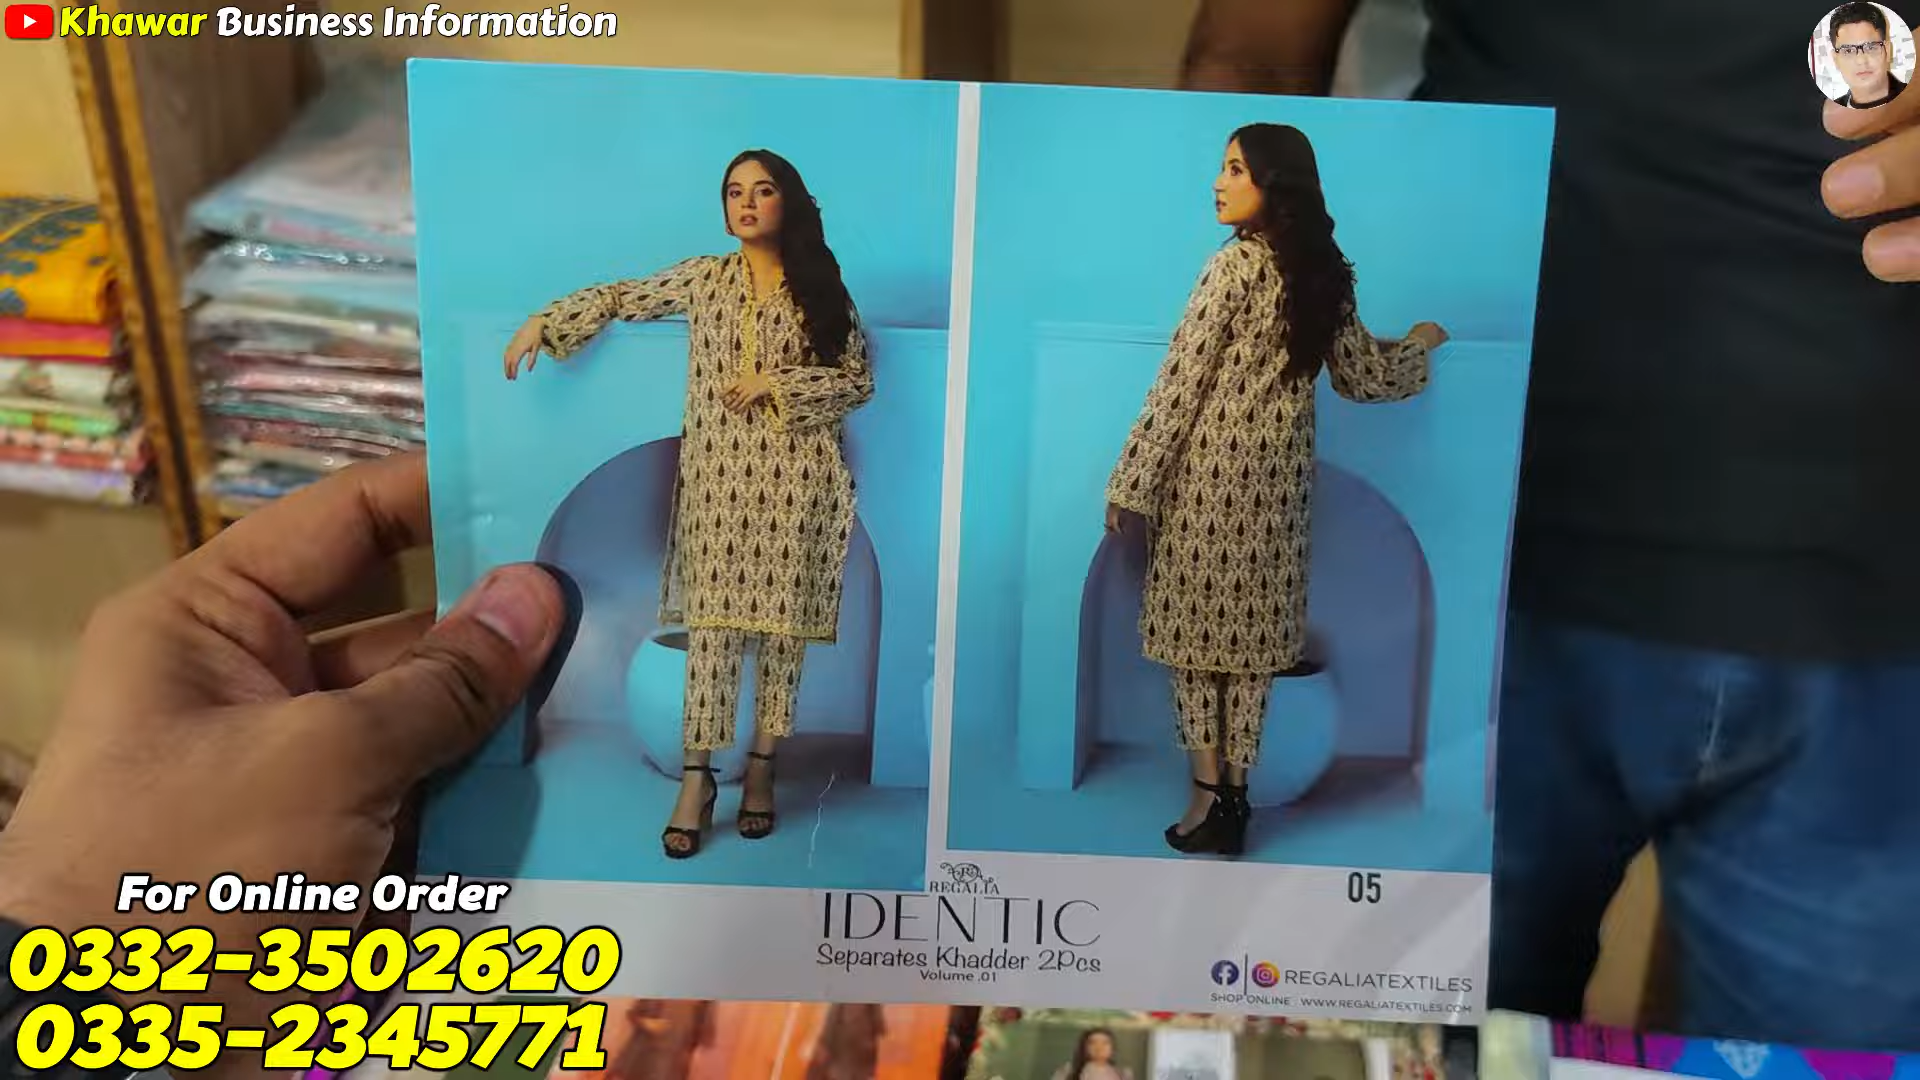 Khawar Business Information
REGALIA
IDENTIC
Separates Khadder 2Pcs
Volume .01
05
REGALIATEXTILES
SHOP ONLINE : WWW.REGALIATEXTILES.COM
For Online Order
0332-3502620
0335-2345771